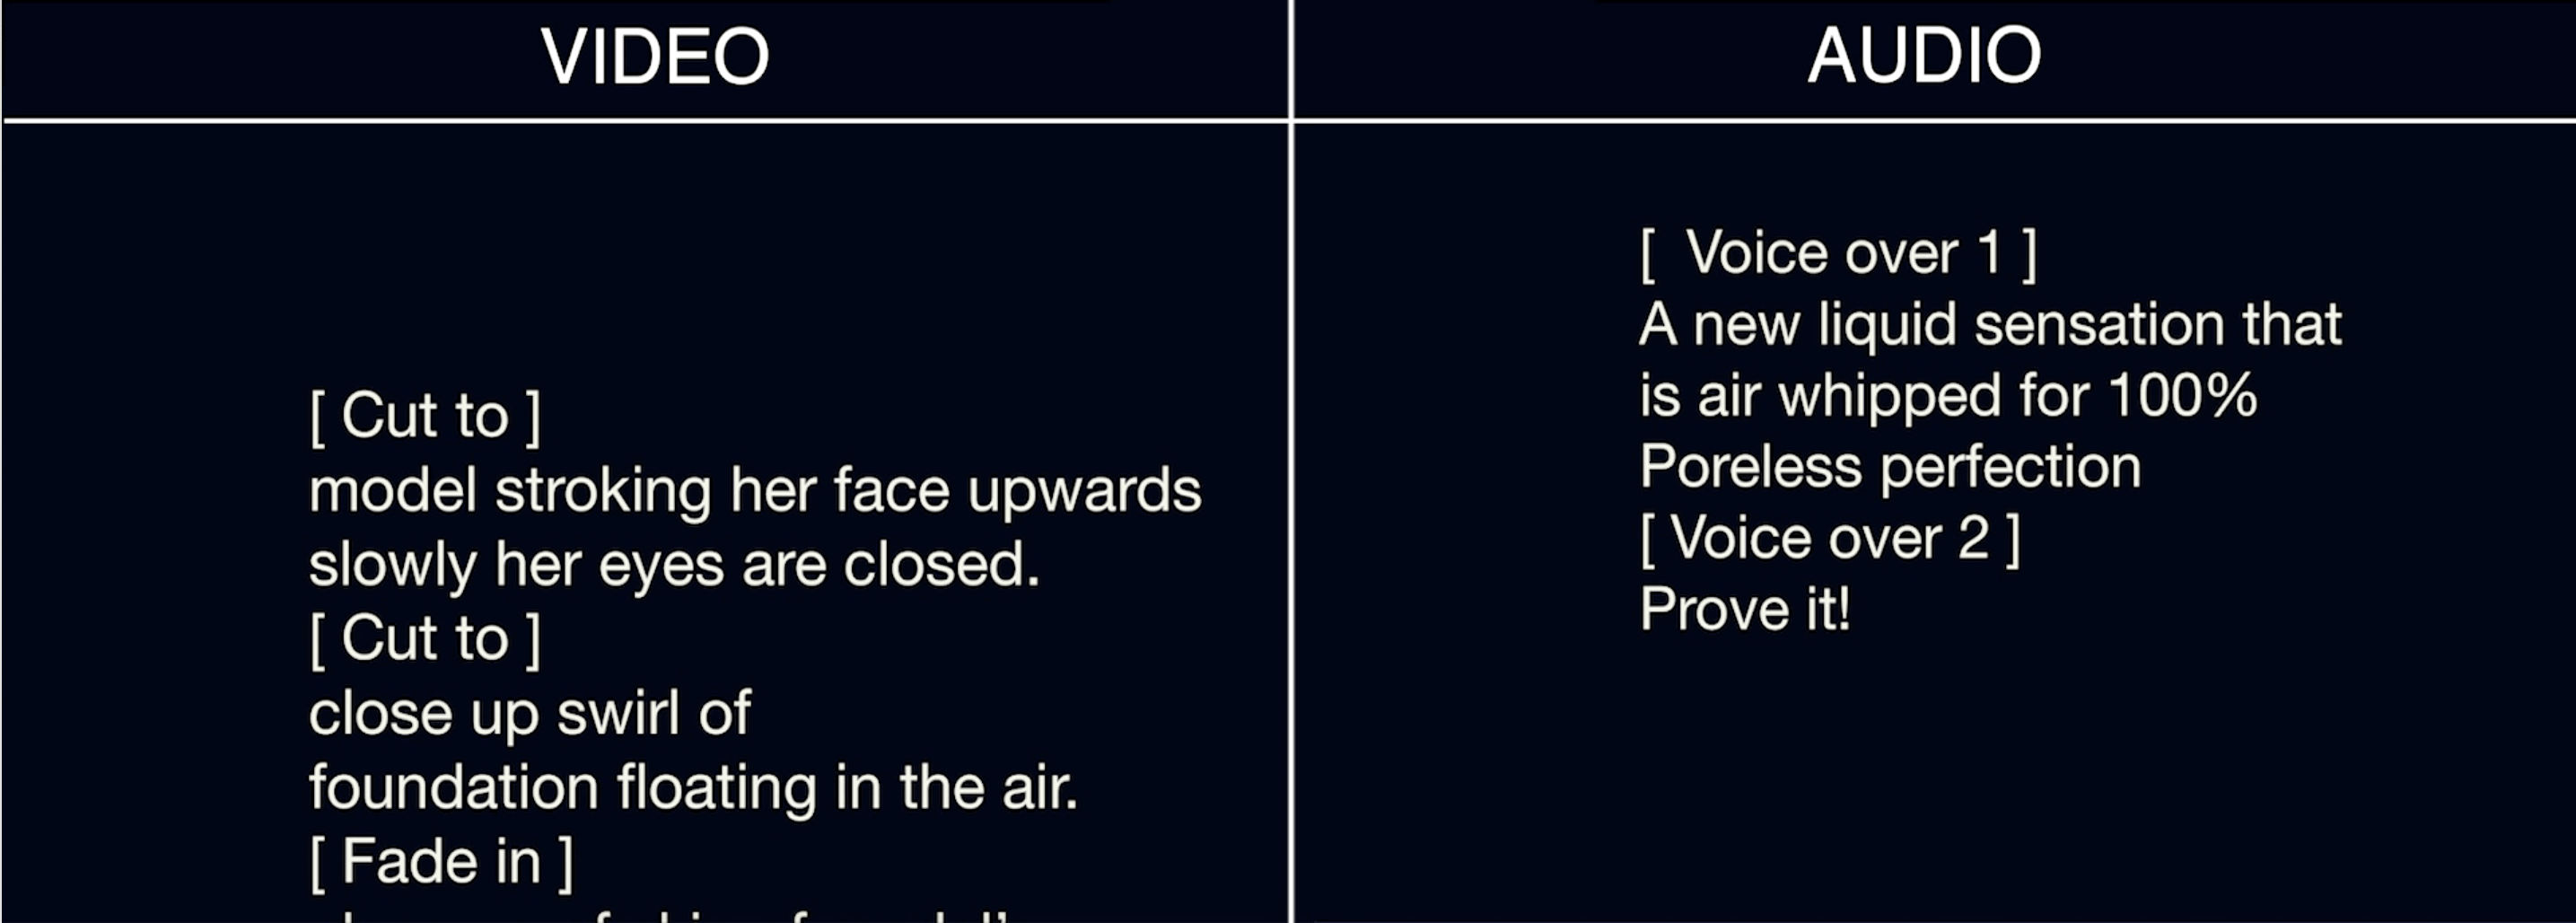 VIDEO
[ Cut to ]
model stroking her face upwards
slowly her eyes are closed.
[ Cut to ]
close up swirl of
foundation floating in the air.
[ Fade in ]
AUDIO
[ Voice over 1 ]
A new liquid sensation that
is air whipped for 100%
Poreless perfection
[ Voice over 2 ]
Prove it!